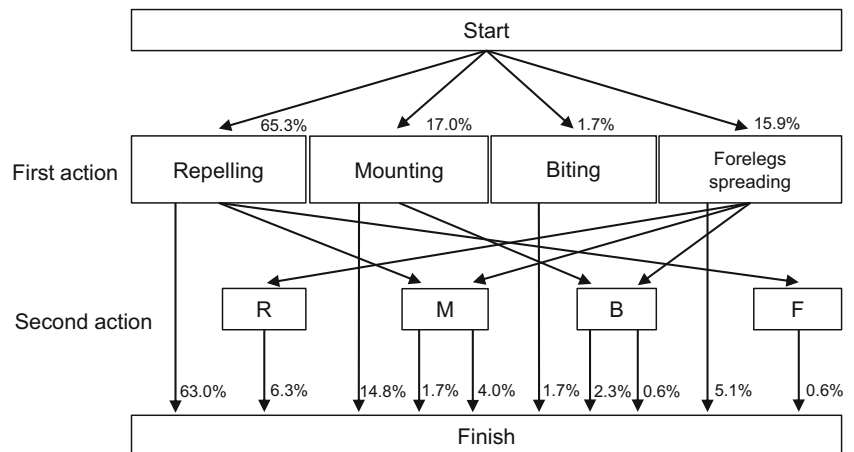 Start
65.3% 17.0% 1.7% 15.9%
First action Repelling Mounting Biting Forelegs
spreading
Second action R M B F
63.0% 6.3% 14.8% 1.7% 4.0% 1.7% 2.3% 0.6% 5.1% 0.6%
Finish